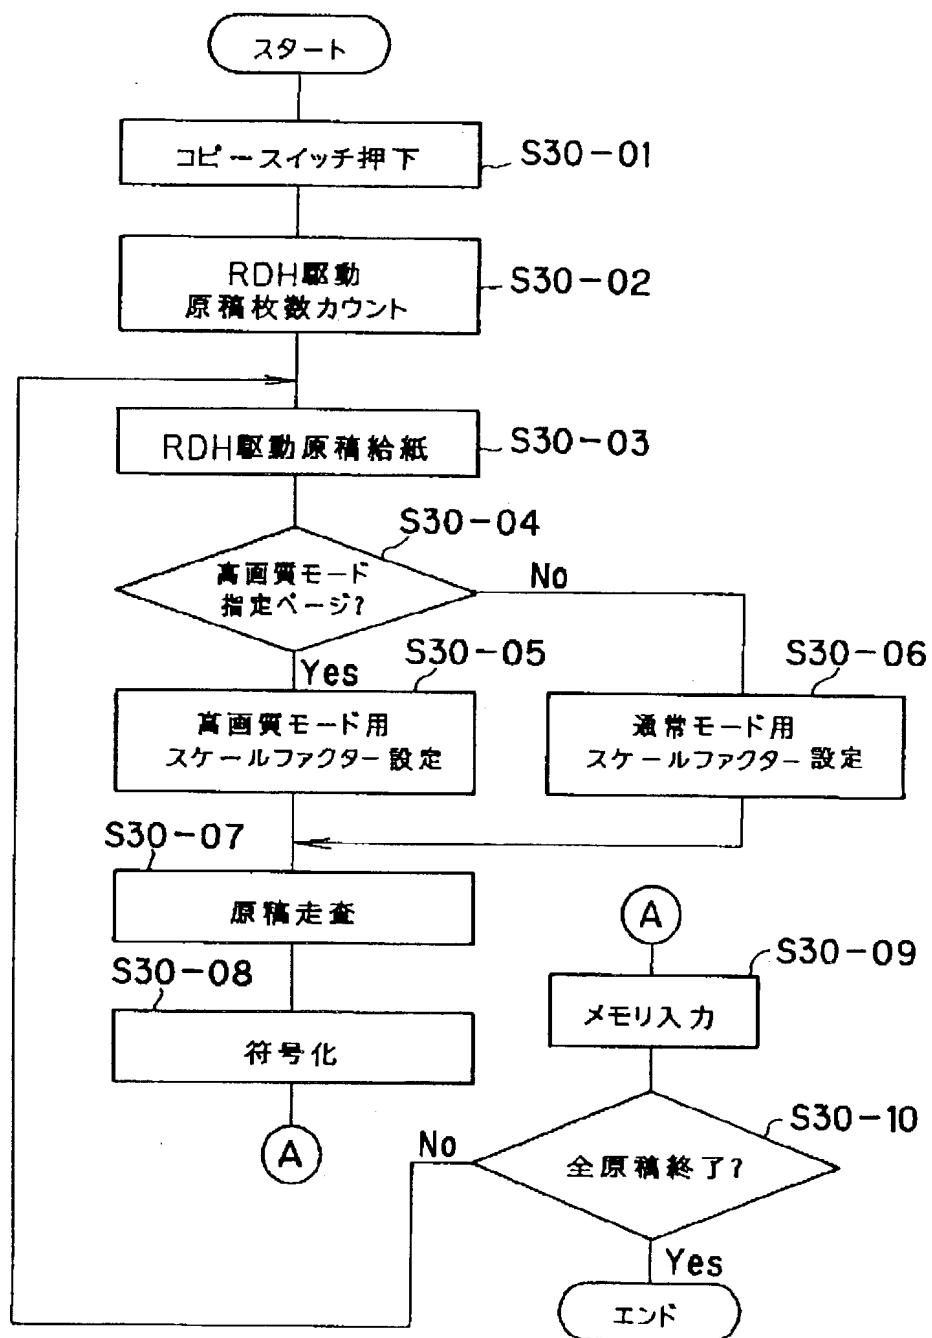 スタート
コピースイッチ押下
S30-01
RDH駆動
原稿枚数カウント
S30-02
RDH駆動原稿給紙
S30-03
S30-04
高画質モード
指定ページ?
No
Yes
S30-05
高画質モード用
スケールファクター設定
S30-06
通常モード用
スケールファクター設定
S30-07
原稿走査
S30-08
符号化
A
A
S30-09
メモリ入力
S30-10
全原稿終了?
No
Yes
エンド